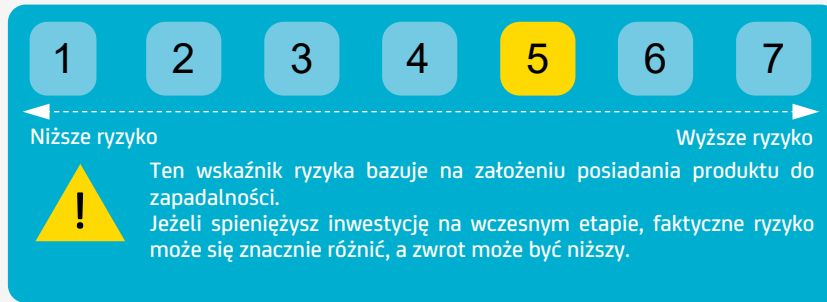 1 2 3 4 5 6 7
Niższe ryzyko Wyższe ryzyko
!
Ten wskaźnik ryzyka bazuje na założeniu posiadania produktu do
zapadalności.
Jeżeli spieniężysz inwestycję na wczesnym etapie, faktyczne ryzyko
może się znacznie różnić, a zwrot może być niższy.